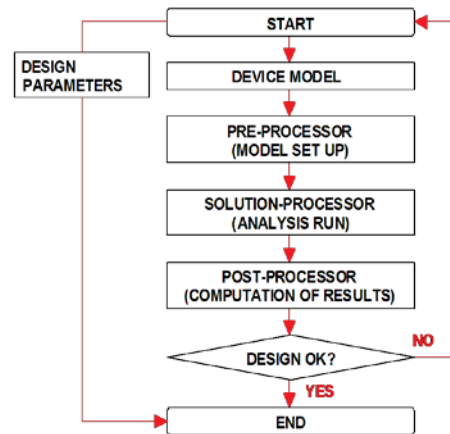 START
DESIGN
PARAMETERS
DEVICE MODEL
PRE-PROCESSOR
(MODEL SET UP)
SOLUTION-PROCESSOR
(ANALYSIS RUN)
POST-PROCESSOR
(COMPUTATION OF RESULTS)
NO
DESIGN OK?
YES
END